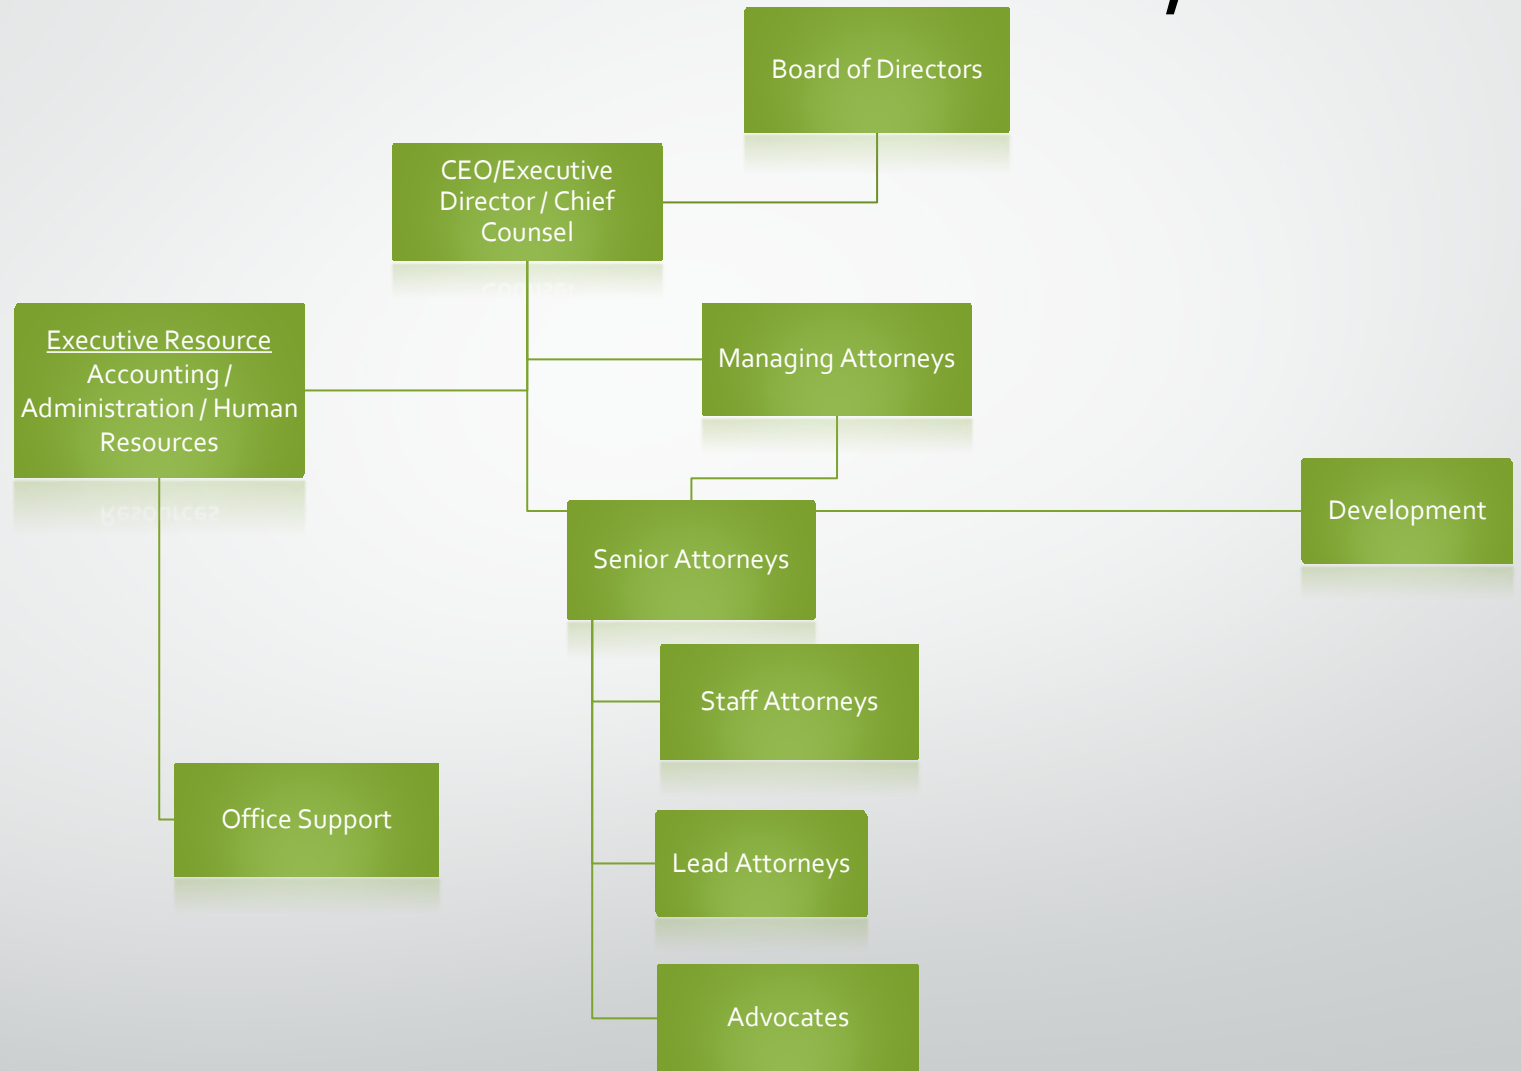 Board of Directors
CEO/Executive
Director / Chief
Counsel
Executive Resource
Accounting /
Administration / Human
Resources
Managing Attorneys
Development
Senior Attorneys
Staff Attorneys
Office Support
Lead Attorneys
Advocates